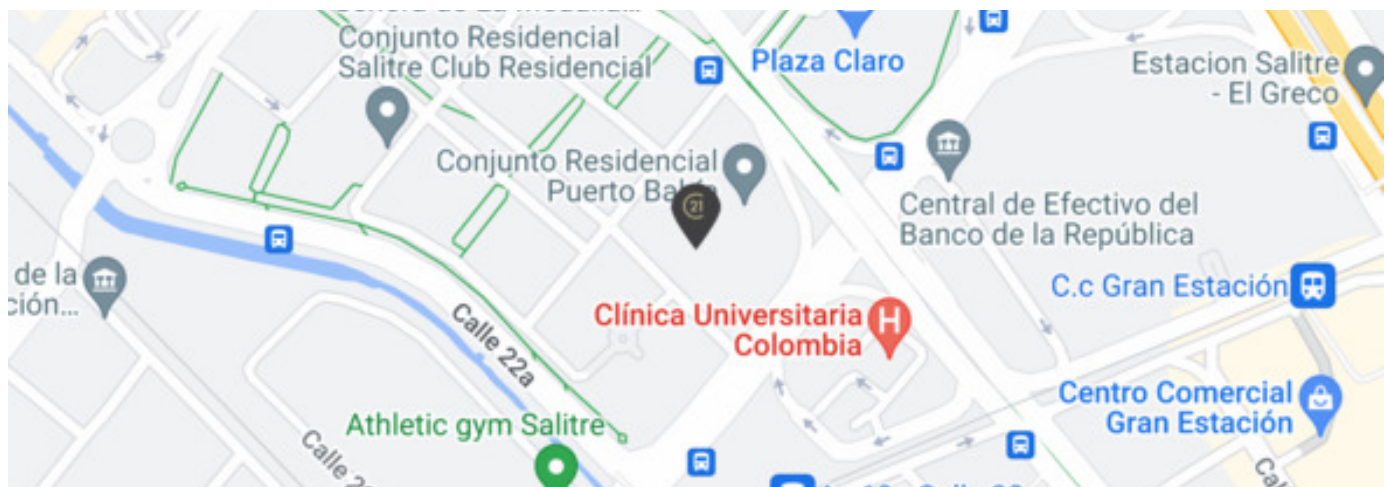 Conjunto Residencial
Salitre Club Residencial
Plaza Claro
Estacion Salitre
- El Greco
Conjunto Residencial
Puerto Bahía
21
Central de Efectivo del
Banco de la República
de la
ción...
C.c Gran Estación
Clínica Universitaria
Colombia
H
Calle 22a
Centro Comercial
Gran Estación
Athletic gym Salitre